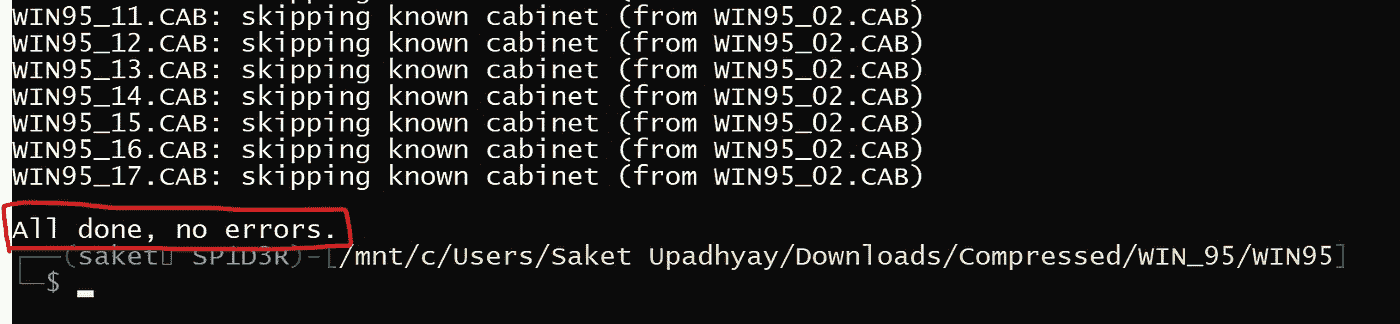 WIN95_11.CAB: skipping known cabinet (from WIN95_02.CAB)
WIN95_12.CAB: skipping known cabinet (from WIN95_02.CAB)
WIN95_13.CAB: skipping known cabinet (from WIN95_02.CAB)
WIN95_14.CAB: skipping known cabinet (from WIN95_02.CAB)
WIN95_15.CAB: skipping known cabinet (from WIN95_02.CAB)
WIN95_16.CAB: skipping known cabinet (from WIN95_02.CAB)
WIN95_17.CAB: skipping known cabinet (from WIN95_02.CAB)
All done, no errors.
┌──(saket▯ SP1D3R)-[/mnt/c/Users/Saket Upadhyay/Downloads/Compressed/WIN_95/WIN95]
└─$